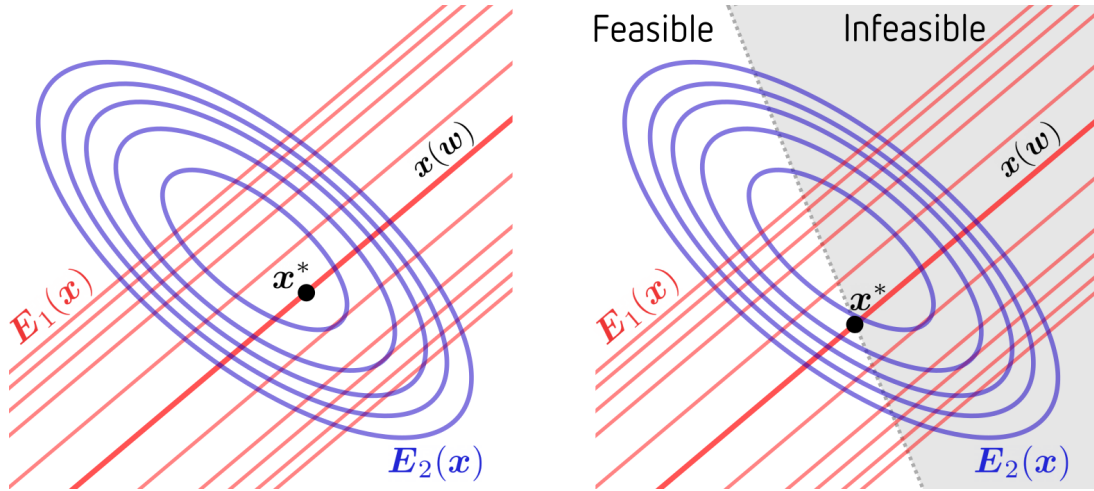 x(w)
x*
E₁(x)
E₂(x)
Feasible
Infeasible
x(w)
x*
E₁(x)
E₂(x)